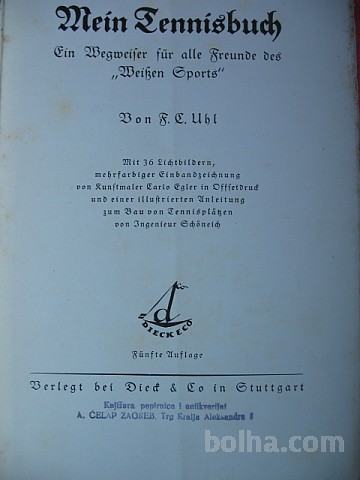 Mein Tennisbuch
Ein Wegweiser für alle Freunde des
„Weißen Sports“
Von F. C. Uhl
Mit 36 Lichtbildern,
mehrfarbiger Einbandzeichnung
von Kunstmaler Carlo Egler in Offsetdruck
und einer illustrierten Anleitung
zum Bau von Tennisplätzen
von Ingenieur Schöneich
DIECK & CO
Fünfte Auflage
Verlegt bei Dieck & Co in Stuttgart
Knjižara papirnica i antikvarijat
A. ČELAP ZAGREB, Trg Kralja Aleksandra 8
bolha.com